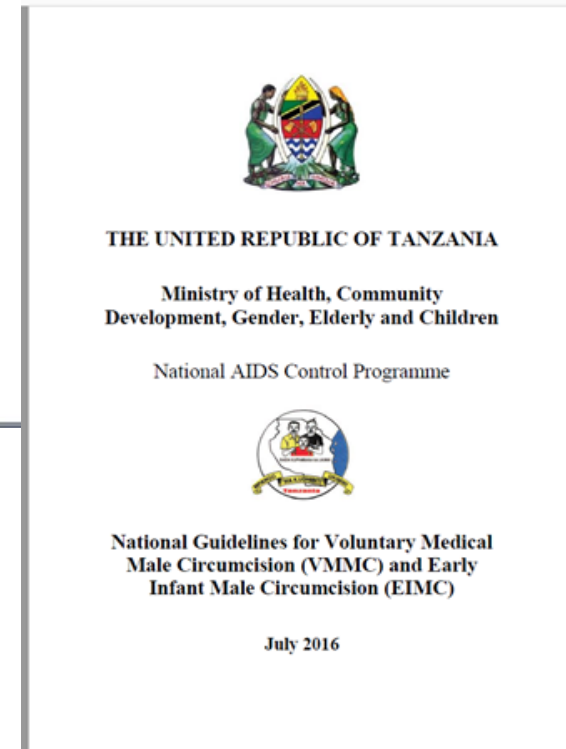 THE UNITED REPUBLIC OF TANZANIA
Ministry of Health, Community
Development, Gender, Elderly and Children
National AIDS Control Programme
Tanzania
National Guidelines for Voluntary Medical
Male Circumcision (VMMC) and Early
Infant Male Circumcision (EIMC)
July 2016